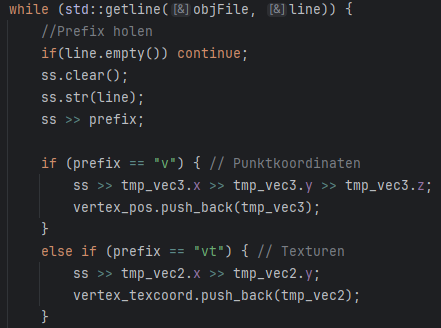 while (std::getline([&] objFile, [&] line)) {
//Prefix holen
if(line.empty()) continue;
ss.clear();
ss.str(line);
ss >> prefix;
if (prefix == "v") { // Punktkoordinaten
ss >> tmp_vec3.x >> tmp_vec3.y >> tmp_vec3.z;
vertex_pos.push_back(tmp_vec3);
}
else if (prefix == "vt") { // Texturen
ss >> tmp_vec2.x >> tmp_vec2.y;
vertex_texcoord.push_back(tmp_vec2);
}